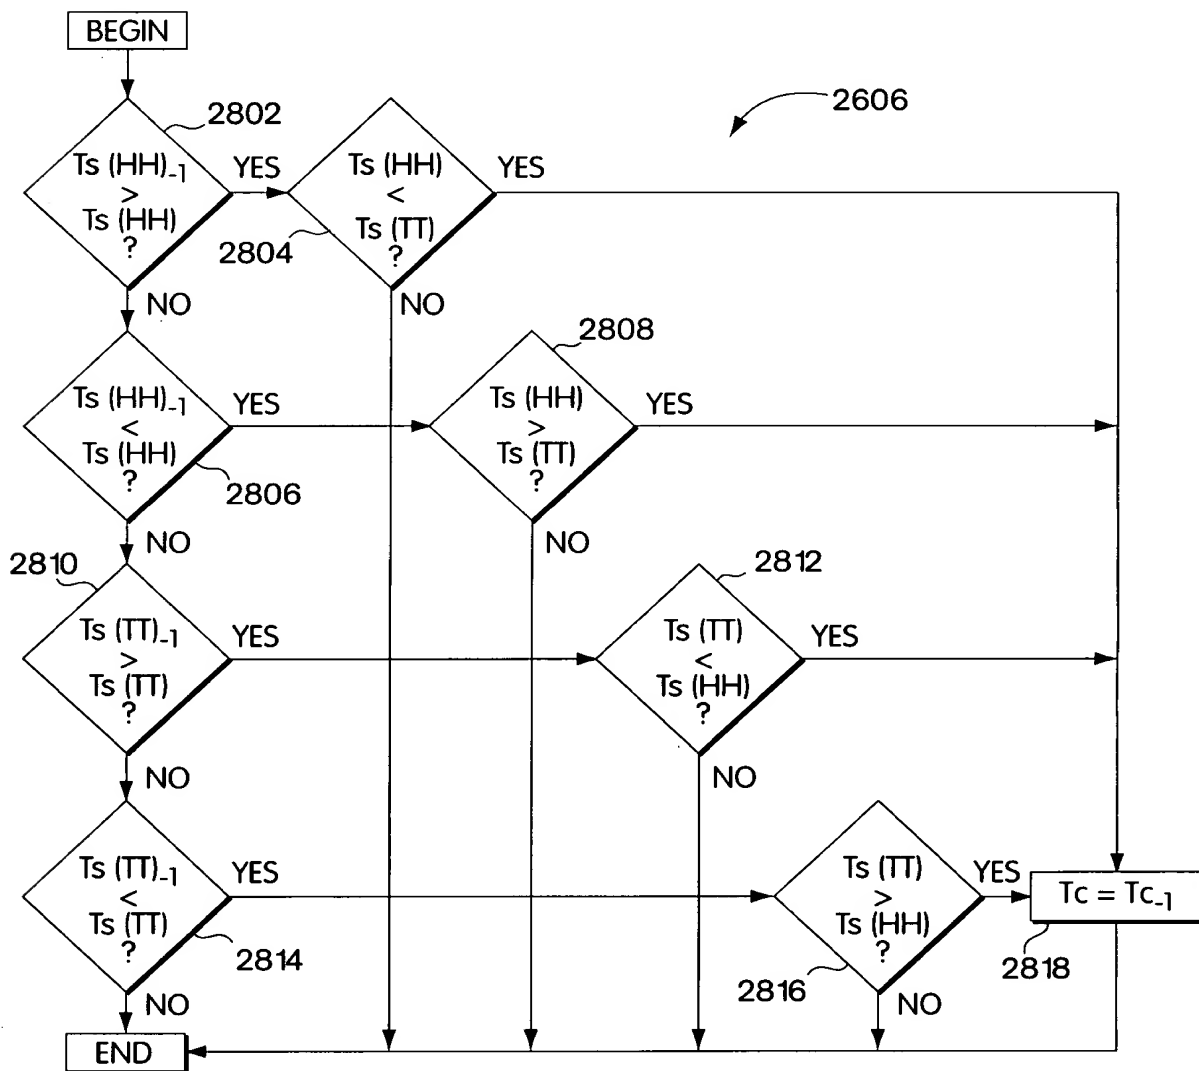 BEGIN
2606
2802
Ts (HH)-1
>
Ts (HH)
?
YES
Ts (HH)
<
Ts (TT)
?
YES
2804
NO
NO
2808
Ts (HH)-1
<
Ts (HH)
?
YES
Ts (HH)
>
Ts (TT)
?
YES
2806
NO
NO
2810
2812
Ts (TT)-1
>
Ts (TT)
?
YES
Ts (TT)
<
Ts (HH)
?
YES
NO
NO
Ts (TT)-1
<
Ts (TT)
?
YES
Ts (TT)
>
Ts (HH)
?
YES
Tc = Tc-1
2814
2816
2818
NO
NO
END